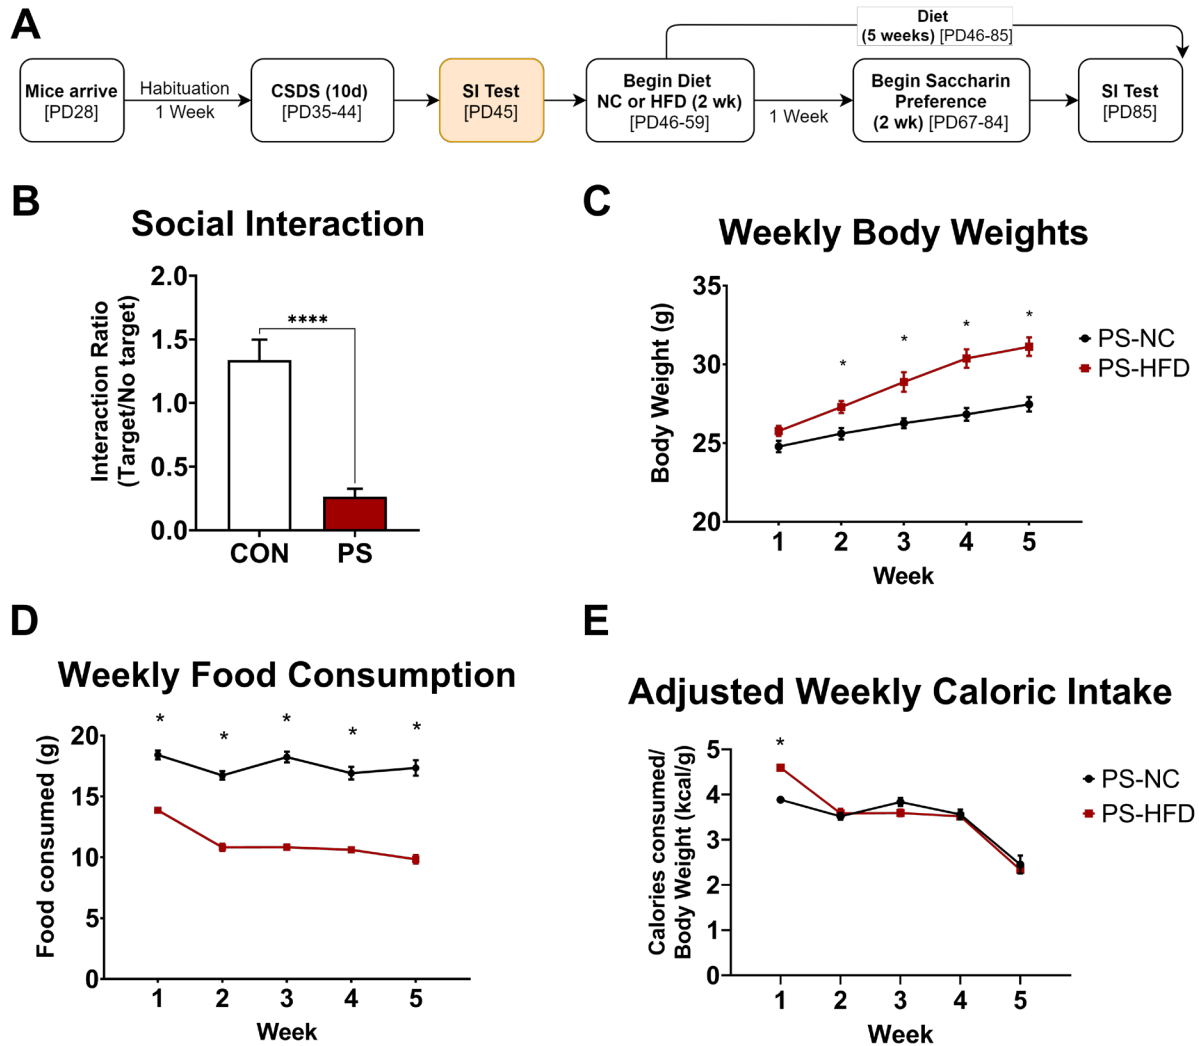 A
Mice arrive
[PD28]
Habituation
1 Week
CSDS (10d)
[PD35-44]
SI Test
[PD45]
Begin Diet
NC or HFD (2 wk)
[PD46-59]
1 Week
Diet
(5 weeks) [PD46-85]
Begin Saccharin
Preference
(2 wk) [PD67-84]
SI Test
[PD85]
B
Social Interaction
Interaction Ratio
(Target/No target)
2.0
1.5
1.0
0.5
0.0
****
CON PS
C
Weekly Body Weights
Body Weight (g)
35
30
25
20
* * * *
1 2 3 4 5
Week
PS-NC
PS-HFD
D
Weekly Food Consumption
Food consumed (g)
20
15
10
5
0
* * * * *
1 2 3 4 5
Week
E
Adjusted Weekly Caloric Intake
Calories consumed/
Body Weight (kcal/g)
5
4
3
2
1
0
*
1 2 3 4 5
Week
PS-NC
PS-HFD